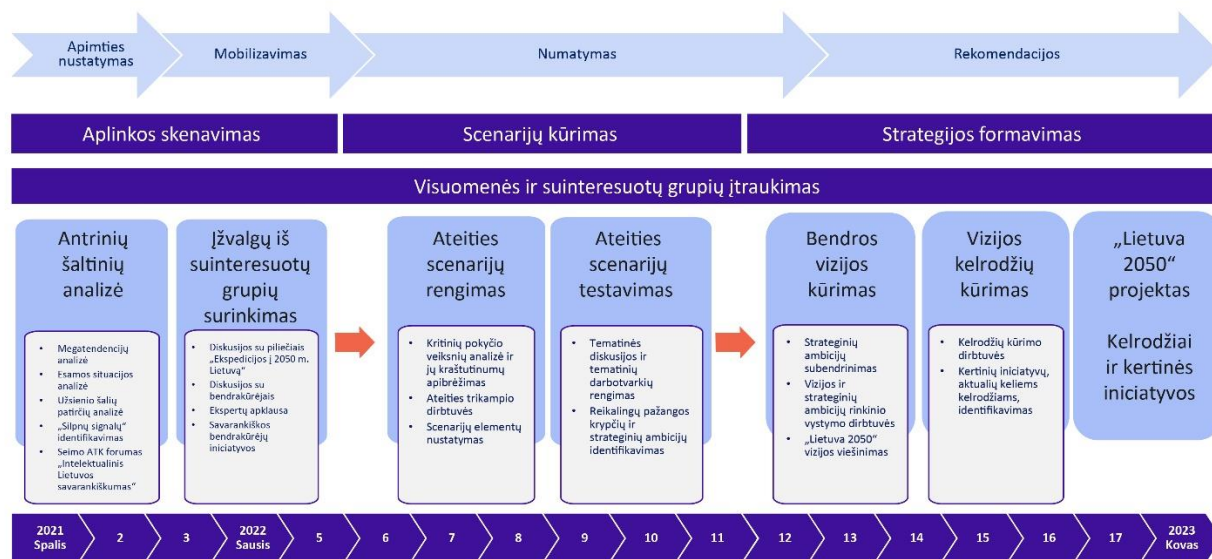 Apimties
nustatymas
Mobilizavimas
Numatymas
Rekomendacijos
Aplinkos skenavimas
Scenarijų kūrimas
Strategijos formavimas
Visuomenės ir suinteresuotų grupių įtraukimas
Antrinių
šaltinių
analizė
• Megatendencijų
analizė
• Esamos situacijos
analizė
• Užsienio šalių
patirčių analizė
• „Silpnų signalų“
identifikavimas
• Seimo ATK forumas
„Intelektualinis
Lietuvos
savarankiškumas“
Įžvalgų iš
suinteresuotų
grupių
surinkimas
• Diskusijos su piliečiais
„Ekspedicijos į 2050 m.
Lietuvą“
• Diskusijos su
bendrakūrėjais
• Ekspertų apklausa
• Savarankiškos
bendrakūrėjų
iniciatyvos
Ateities
scenarijų
rengimas
• Kritinių pokyčio
veiksnių analizė ir
jų kraštutinumų
apibrėžimas
• Ateities trikampio
dirbtuvės
• Scenarijų elementų
nustatymas
Ateities
scenarijų
testavimas
• Tematinės
diskusijos ir
tematinių
darbotvarkių
rengimas
• Reikalingų pažangos
krypčių ir
strateginių ambicijų
identifikavimas
Bendros
vizijos
kūrimas
• Strateginių
ambicijų
subendrinimas
• Vizijos ir
strateginių
ambicijų rinkinio
vystymo dirbtuvės
• „Lietuva 2050“
vizijos viešinimas
Vizijos
kelrodžių
kūrimas
• Kelrodžių kūrimo
dirbtuvės
• Kertinių iniciatyvų,
aktualių keliems
kelrodžiams,
identifikavimas
„Lietuva
2050“
projektas
Kelrodžiai
ir kertinės
iniciatyvos
2021
Spalis
2
3
2022
Sausis
5
6
7
8
9
10
11
12
13
14
15
16
17
2023
Kovas